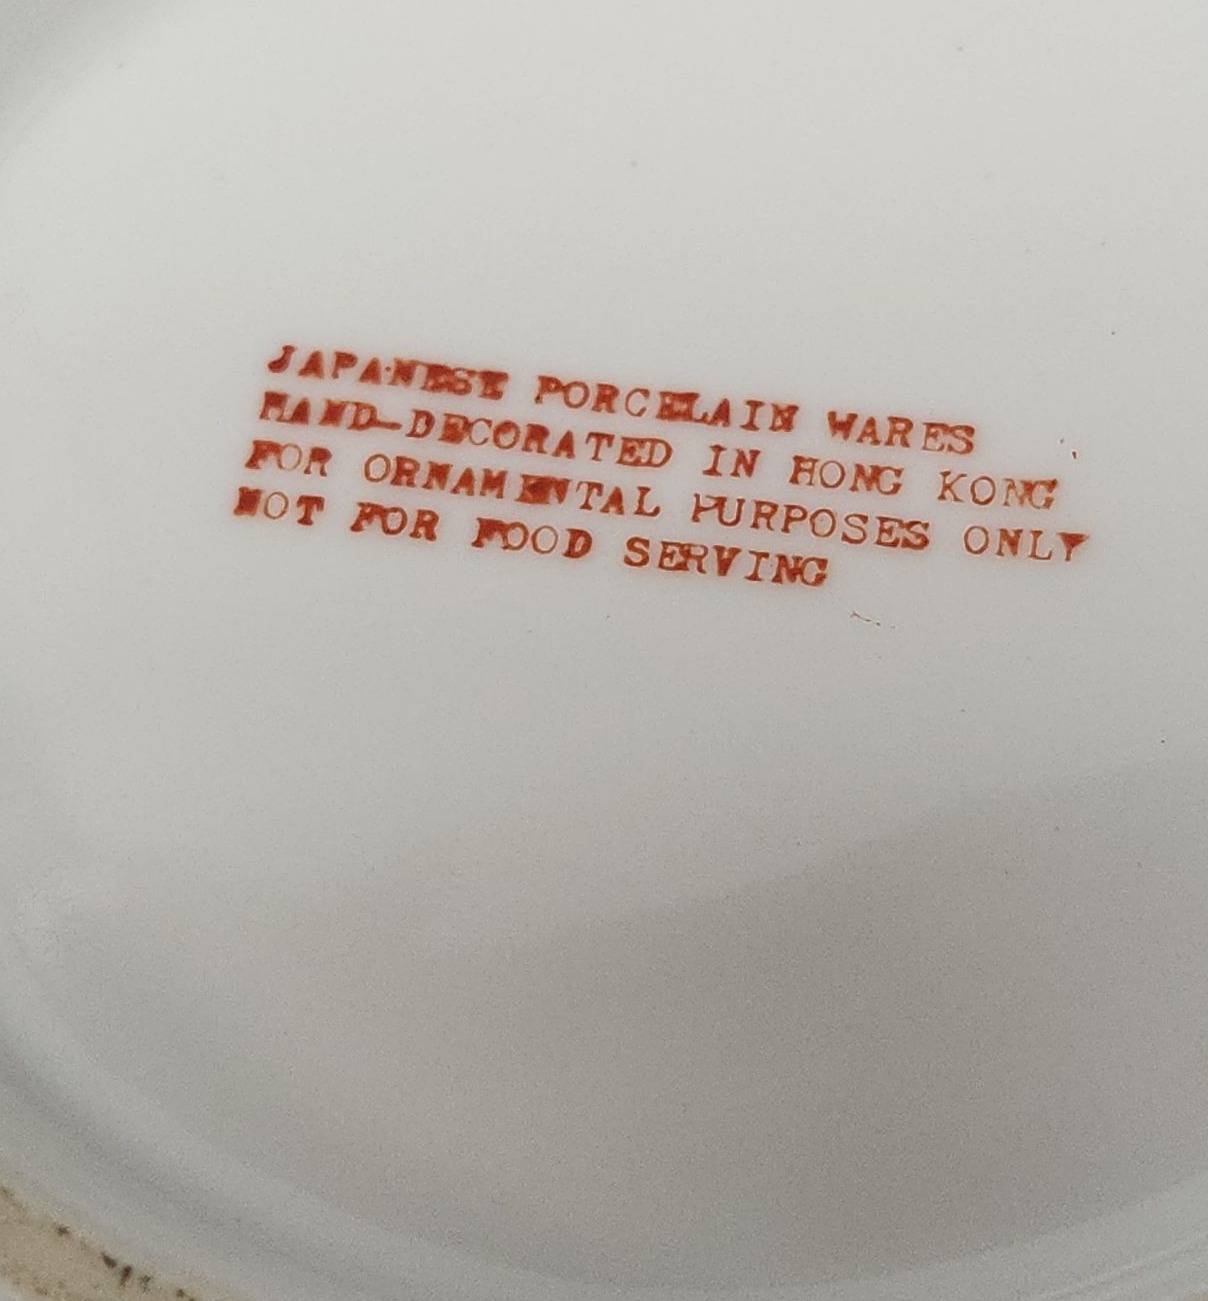 JAPANESE PORCELAIN WARES
HAND-DECORATED IN HONG KONG
FOR ORNAMENTAL PURPOSES ONLY
NOT FOR FOOD SERVING